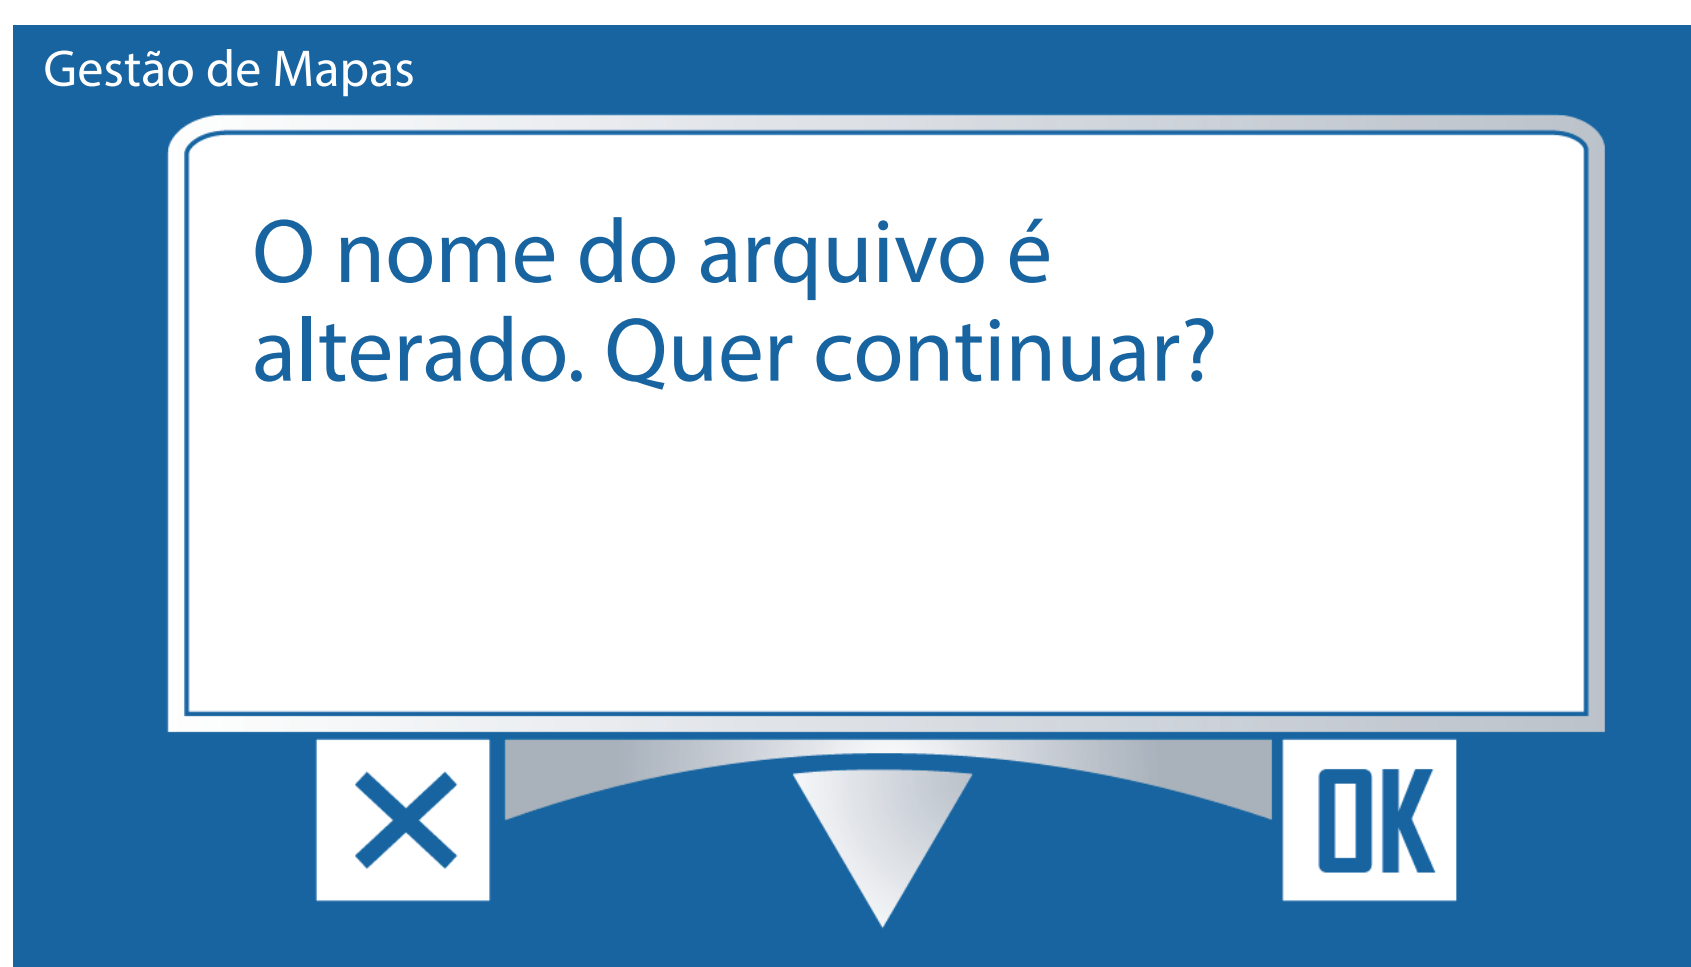 Gestão de Mapas
O nome do arquivo é
alterado. Quer continuar?
OK